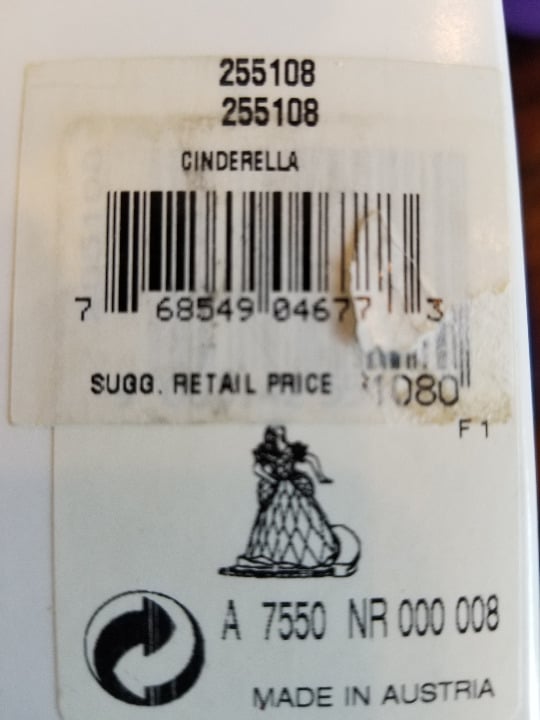 255108
255108
CINDERELLA
7 68549 04677 3
SUGG. RETAIL PRICE 1080
F 1
A 7550 NR 000 008
MADE IN AUSTRIA